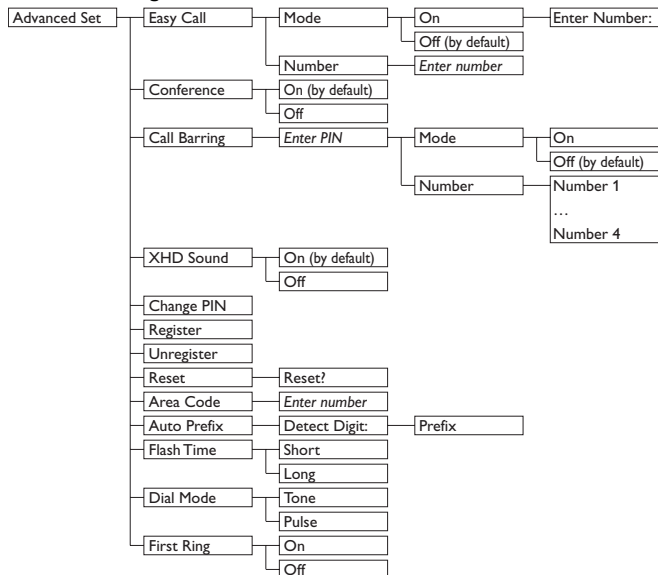 Advanced Set Easy Call Mode On Enter Number:
Off (by default)
Number Enter number
Conference On (by default)
Off
Call Barring Enter PIN Mode On
Off (by default)
Number Number 1
...
Number 4
XHD Sound On (by default)
Off
Change PIN
Register
Unregister
Reset Reset?
Area Code Enter number
Auto Prefix Detect Digit: Prefix
Flash Time Short
Long
Dial Mode Tone
Pulse
First Ring On
Off